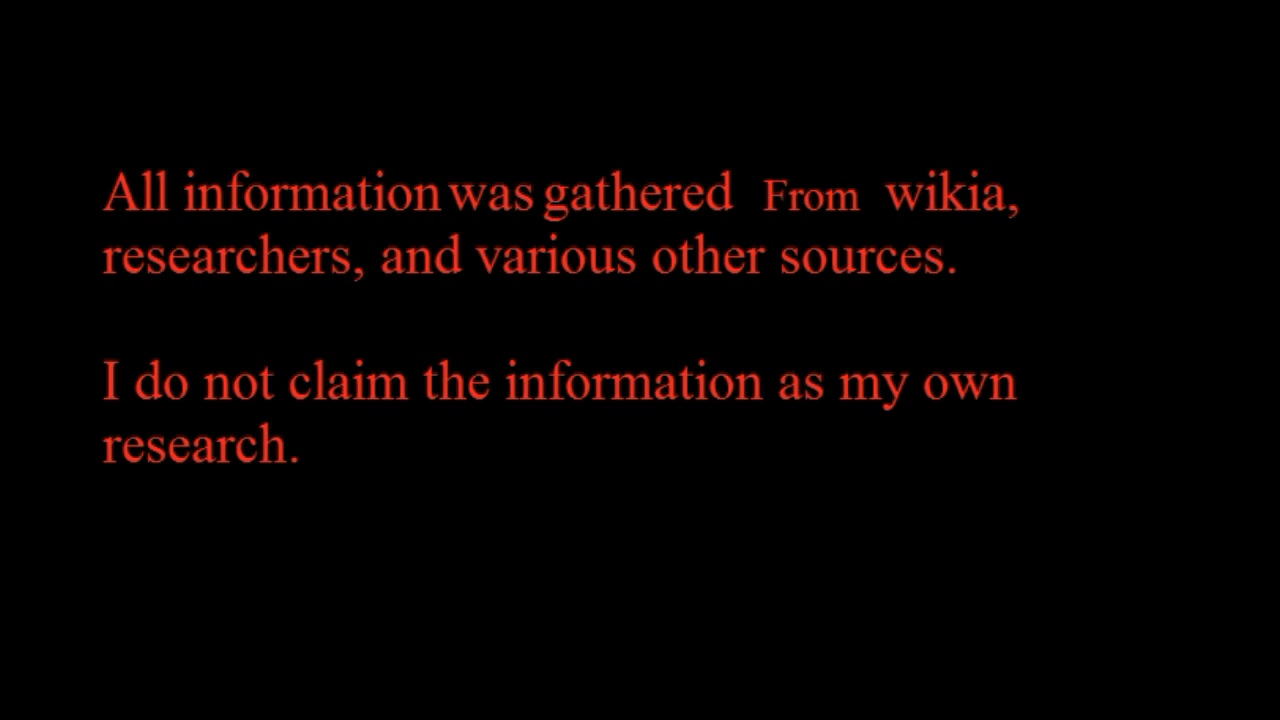 All information was gathered From wikia,
researchers, and various other sources.
I do not claim the information as my own
research.